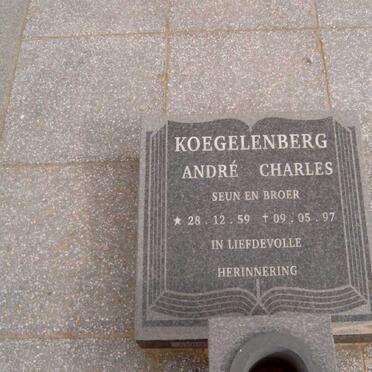 KOEGELENBERG
ANDRÉ CHARLES
SEUN EN BROER
★ 28 . 12 . 59 † 09 . 05 . 97
IN LIEFDEVOLLE
HERINNERING